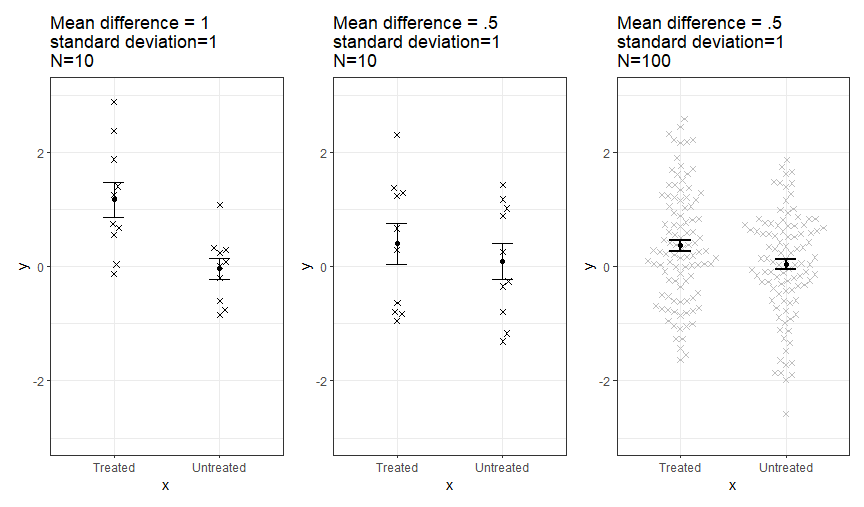 Mean difference = 1
standard deviation=1
N=10
y
2
0
-2
Treated
Untreated
x
Mean difference = .5
standard deviation=1
N=10
y
2
0
-2
Treated
Untreated
x
Mean difference = .5
standard deviation=1
N=100
y
2
0
-2
Treated
Untreated
x